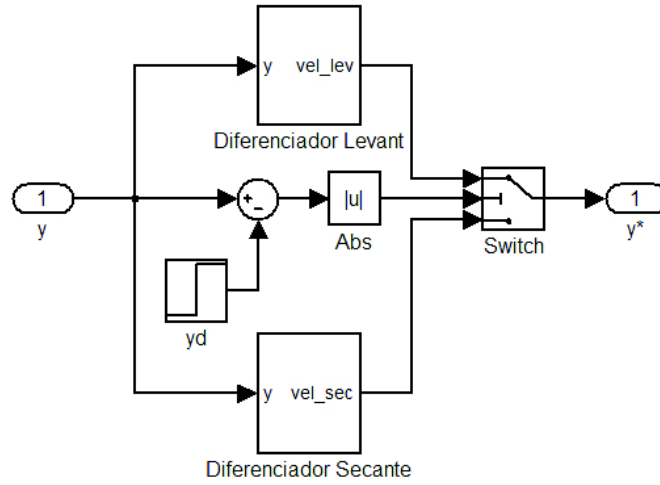 y vel_lev
Diferenciador Levant
1
y
+
−
|u|
Abs
Switch
1
y*
yd
y vel_sec
Diferenciador Secante